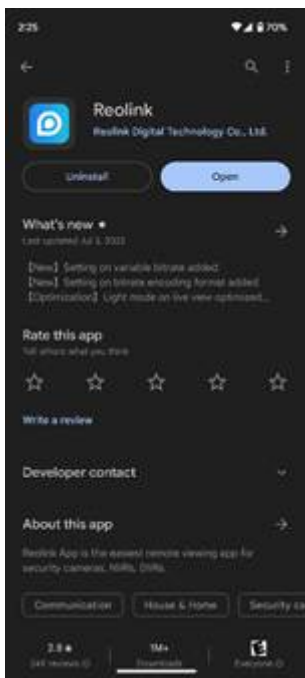 2:25
70%
Reolink
Reolink Digital Technology Co., Ltd.
Uninstall
Open
What's new
Last updated Jul 3, 2023
[New] Setting on variable bitrate added
[New] Setting on bitrate encoding format added
[Optimization] Light mode on live view optimized...
Rate this app
Tell others what you think
Write a review
Developer contact
About this app
Reolink App is the easiest remote viewing app for
security cameras, NVRs, DVRs
Communication
House & Home
Security ca
2.8
1M+
reviews
Downloads
Everyone